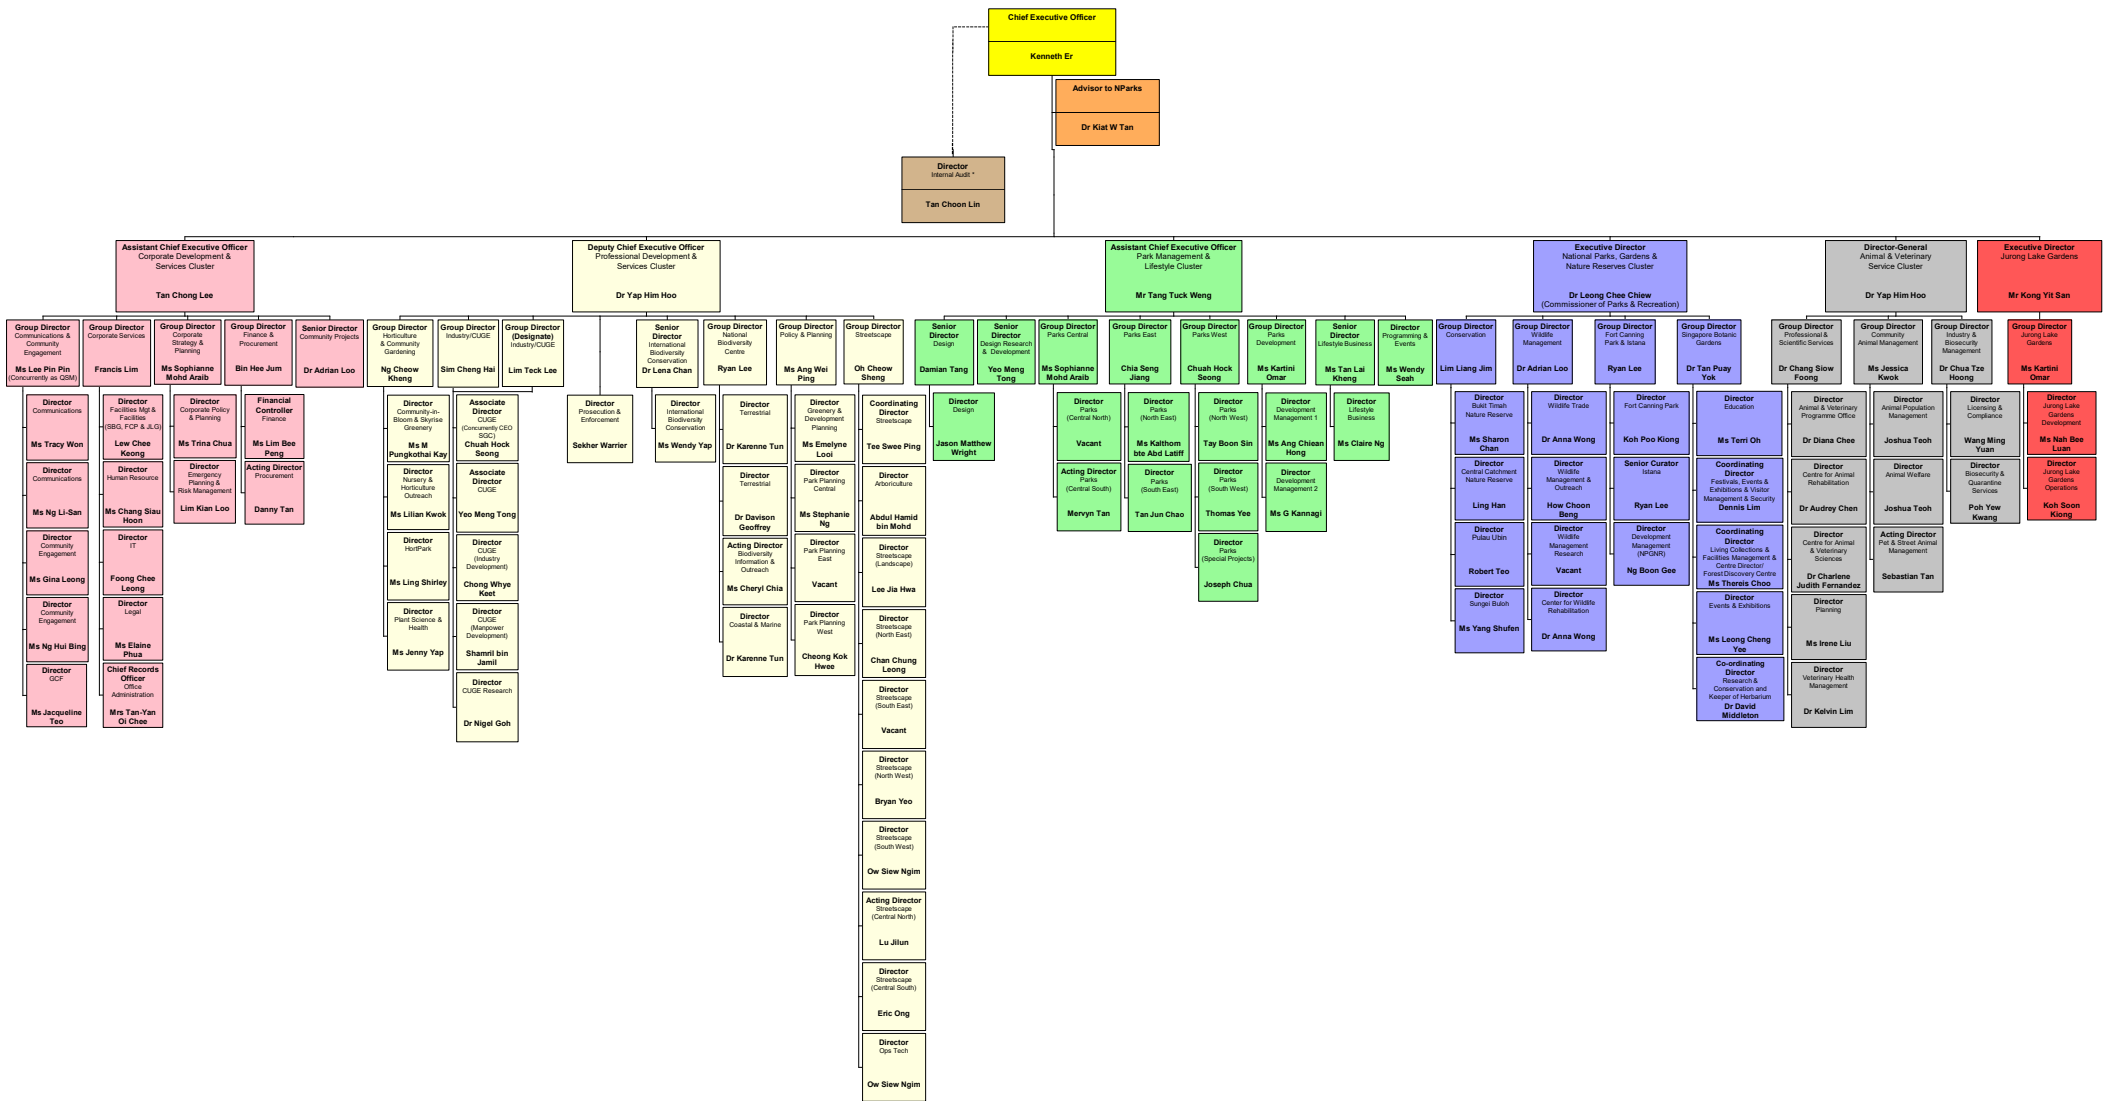 Chief Executive Officer
Kenneth Er
Advisor to NParks
Dr Kiat W Tan
Director
Internal Audit *
Tan Choon Lin
Assistant Chief Executive Officer
Corporate Development &
Services Cluster
Tan Chong Lee
Deputy Chief Executive Officer
Professional Development &
Services Cluster
Dr Yap Him Hoo
Assistant Chief Executive Officer
Park Management &
Lifestyle Cluster
Mr Tang Tuck Weng
Executive Director
National Parks, Gardens &
Nature Reserves Cluster
Dr Leong Chee Chiew
(Commissioner of Parks & Recreation)
Director-General
Animal & Veterinary
Service Cluster
Dr Yap Him Hoo
Executive Director
Jurong Lake Gardens
Mr Kong Yit San
Group Director
Communications &
Community
Engagement
Ms Lee Pin Pin
(Concurrently as QSM)
Director
Communications
Ms Tracy Won
Director
Communications
Ms Ng Li-San
Director
Community
Engagement
Ms Gina Leong
Director
Community
Engagement
Ms Ng Hui Bing
Director
GCF
Ms Jacqueline
Teo
Group Director
Corporate Services
Francis Lim
Director
Facilities Mgt &
Facilities
(SBG, FCP & JLG)
Lew Chee
Keong
Director
Human Resource
Ms Chang Siau
Hoon
Director
IT
Foong Chee
Leong
Director
Legal
Ms Elaine
Phua
Chief Records
Officer
Office
Administration
Mrs Tan-Yan
Oi Chee
Group Director
Corporate
Strategy &
Planning
Ms Sophianne
Mohd Araib
Director
Corporate Policy
& Planning
Ms Trina Chua
Director
Emergency
Planning &
Risk Management
Lim Kian Loo
Group Director
Finance &
Procurement
Bin Hee Jum
Financial
Controller
Finance
Ms Lim Bee
Peng
Acting Director
Procurement
Danny Tan
Senior Director
Community Projects
Dr Adrian Loo
Group Director
Horticulture
& Community
Gardening
Ng Cheow
Kheng
Director
Community-in-
Bloom & Skyrise
Greenery
Ms M
Pungkothai Kay
Director
Nursery &
Horticulture
Outreach
Ms Lilian Kwok
Director
HortPark
Ms Ling Shirley
Director
Plant Science &
Health
Ms Jenny Yap
Group Director
Industry/CUGE
Sim Cheng Hai
Group Director
(Designate)
Industry/CUGE
Lim Teck Lee
Associate
Director
CUGE
(Concurrently CEO
SGC)
Chuah Hock
Seong
Associate
Director
CUGE
Yeo Meng Tong
Director
CUGE
(Industry
Development)
Chong Whye
Keet
Director
CUGE
(Manpower
Development)
Shamril bin
Jamil
Director
CUGE Research
Dr Nigel Goh
Director
Prosecution &
Enforcement
Sekher Warrier
Senior
Director
International
Biodiversity
Conservation
Dr Lena Chan
Director
International
Biodiversity
Conservation
Ms Wendy Yap
Group Director
National
Biodiversity
Centre
Ryan Lee
Director
Terrestrial
Dr Karenne Tun
Director
Terrestrial
Dr Davison
Geoffrey
Acting Director
Biodiversity
Information &
Outreach
Ms Cheryl Chia
Director
Coastal & Marine
Dr Karenne Tun
Group Director
Policy & Planning
Ms Ang Wei
Ping
Director
Greenery &
Development
Planning
Ms Emelyne
Looi
Director
Park Planning
Central
Ms Stephanie
Ng
Director
Park Planning
East
Vacant
Director
Park Planning
West
Cheong Kok
Hwee
Group Director
Streetscape
Oh Cheow
Sheng
Coordinating
Director
Streetscape
Tee Swee Ping
Director
Arboriculture
Abdul Hamid
bin Mohd
Director
Streetscape
(Landscape)
Lee Jia Hwa
Director
Streetscape
(North East)
Chan Chung
Leong
Director
Streetscape
(South East)
Vacant
Director
Streetscape
(North West)
Bryan Yeo
Director
Streetscape
(South West)
Ow Siew Ngim
Acting Director
Streetscape
(Central North)
Lu Jilun
Director
Streetscape
(Central South)
Eric Ong
Director
Ops Tech
Ow Siew Ngim
Senior
Director
Design
Damian Tang
Director
Design
Jason Matthew
Wright
Senior
Director
Design Research
& Development
Yeo Meng
Tong
Group Director
Parks Central
Ms Sophianne
Mohd Araib
Director
Parks
(Central North)
Vacant
Acting Director
Parks
(Central South)
Mervyn Tan
Group Director
Parks East
Chia Seng
Jiang
Director
Parks
(North East)
Ms Kalthom
bte Abd Latiff
Director
Parks
(South East)
Tan Jun Chao
Group Director
Parks West
Chuah Hock
Seong
Director
Parks
(North West)
Tay Boon Sin
Director
Parks
(South West)
Thomas Yee
Director
Parks
(Special Projects)
Joseph Chua
Group Director
Parks
Development
Ms Kartini
Omar
Director
Development
Management 1
Ms Ang Chiean
Hong
Director
Development
Management 2
Ms G Kannagi
Senior
Director
Lifestyle Business
Ms Tan Lai
Kheng
Director
Lifestyle
Business
Ms Claire Ng
Director
Programming &
Events
Ms Wendy
Seah
Group Director
Conservation
Lim Liang Jim
Director
Bukit Timah
Nature Reserve
Ms Sharon
Chan
Director
Central Catchment
Nature Reserve
Ling Han
Director
Pulau Ubin
Robert Teo
Director
Sungei Buloh
Ms Yang Shufen
Group Director
Wildlife
Management
Dr Adrian Loo
Director
Wildlife Trade
Dr Anna Wong
Director
Wildlife
Management &
Outreach
How Choon
Beng
Director
Wildlife
Management
Research
Vacant
Director
Center for Wildlife
Rehabilitation
Dr Anna Wong
Group Director
Fort Canning
Park & Istana
Ryan Lee
Director
Fort Canning Park
Koh Poo Kiong
Senior Curator
Istana
Ryan Lee
Director
Development
Management
(NPGNR)
Ng Boon Gee
Group Director
Singapore Botanic
Gardens
Dr Tan Puay
Yok
Director
Education
Ms Terri Oh
Coordinating
Director
Festivals, Events &
Exhibitions & Visitor
Management & Security
Dennis Lim
Coordinating
Director
Living Collections &
Facilities Management &
Centre Director/
Forest Discovery Centre
Ms Thereis Choo
Director
Events & Exhibitions
Ms Leong Cheng
Yee
Co-ordinating
Director
Research &
Conservation and
Keeper of Herbarium
Dr David
Middleton
Group Director
Professional &
Scientific Services
Dr Chang Siow
Foong
Director
Animal & Veterinary
Programme Office
Dr Diana Chee
Director
Centre for Animal
Rehabilitation
Dr Audrey Chen
Director
Centre for Animal
& Veterinary
Sciences
Dr Charlene
Judith Fernandez
Director
Planning
Ms Irene Liu
Director
Veterinary Health
Management
Dr Kelvin Lim
Group Director
Community
Animal Management
Ms Jessica
Kwok
Director
Animal Population
Management
Joshua Teoh
Director
Animal Welfare
Joshua Teoh
Acting Director
Pet & Street Animal
Management
Sebastian Tan
Group Director
Industry &
Biosecurity
Management
Dr Chua Tze
Hoong
Director
Licensing &
Compliance
Wang Ming
Yuan
Director
Biosecurity &
Quarantine
Services
Poh Yew
Kwang
Group Director
Jurong Lake
Gardens
Ms Kartini
Omar
Director
Jurong Lake
Gardens
Development
Ms Nah Bee
Luan
Director
Jurong Lake
Gardens
Operations
Koh Soon
Kiong